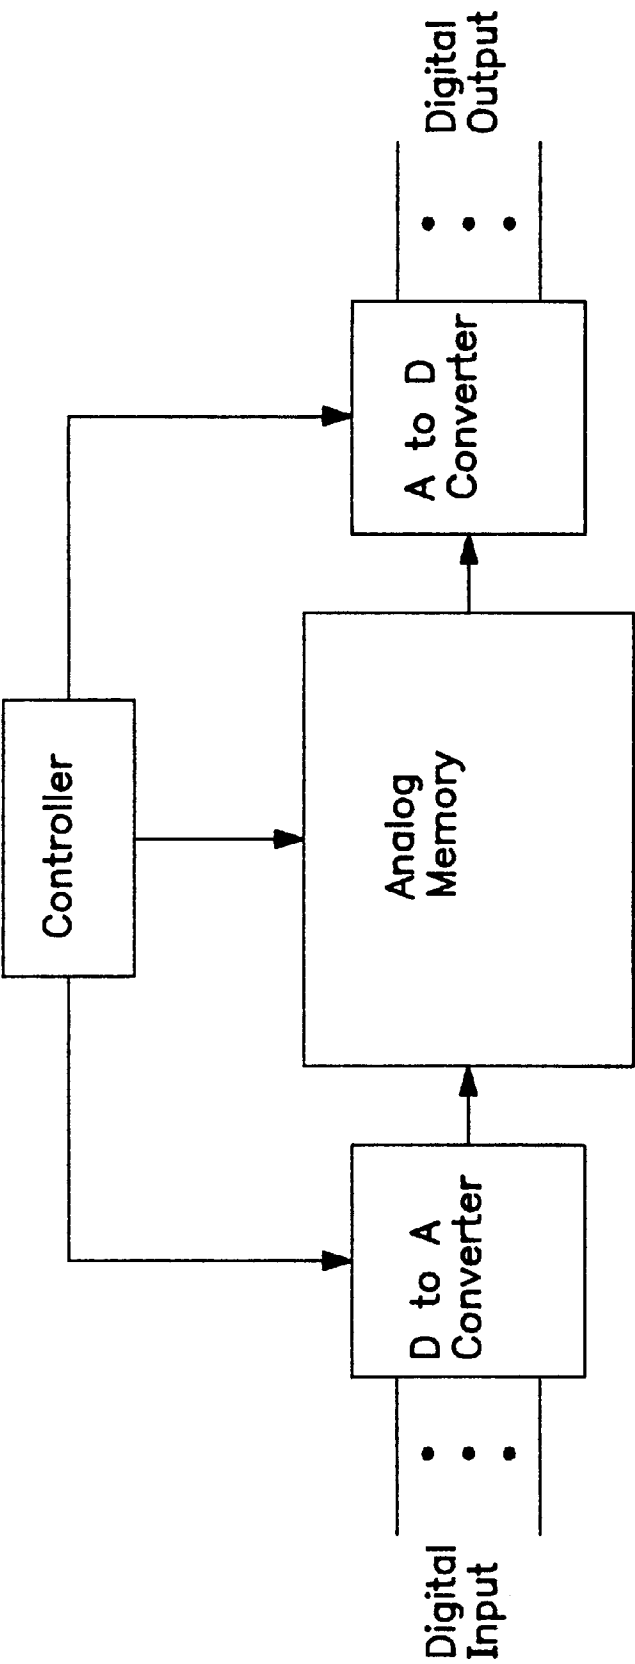 Controller
Digital
Input
D to A
Converter
Analog
Memory
A to D
Converter
Digital
Output